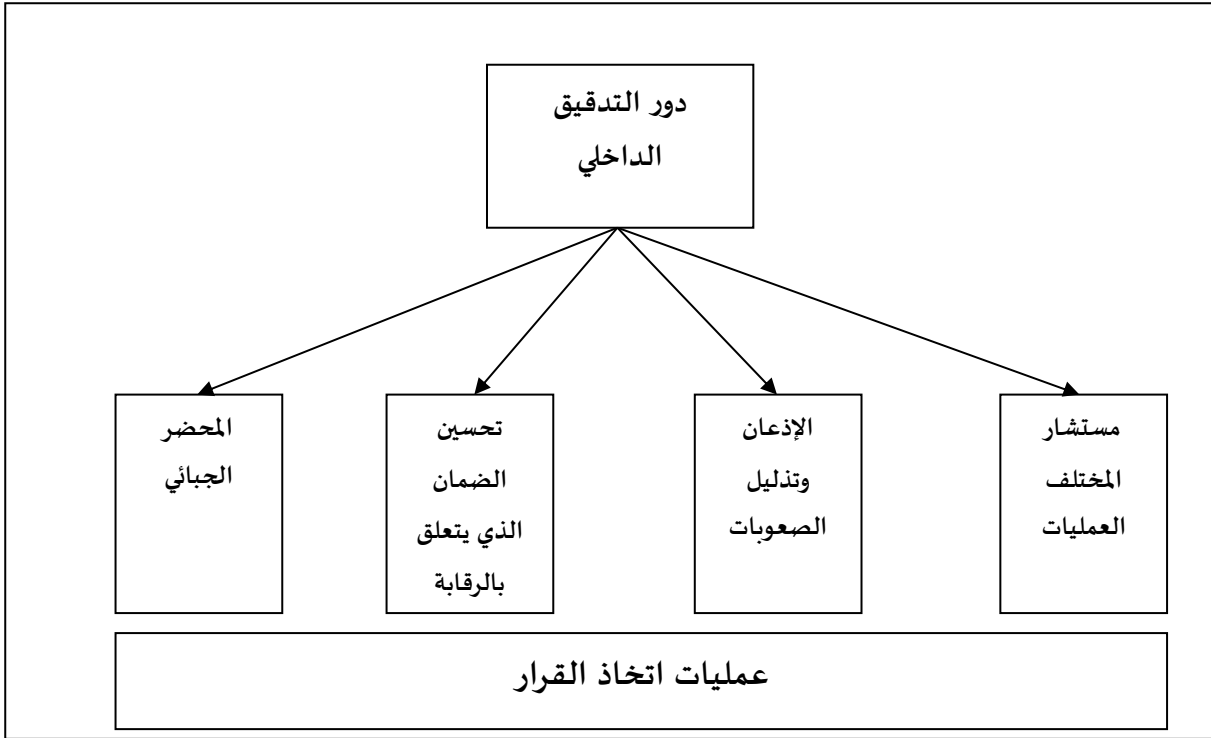 دور التدقيق
الداخلي
مستشار
المختلف
العمليات
الإذعان
وتذليل
الصعوبات
تحسين
الضمان
الذي يتعلق
بالرقابة
المحضر
الجبائي
عمليات اتخاذ القرار